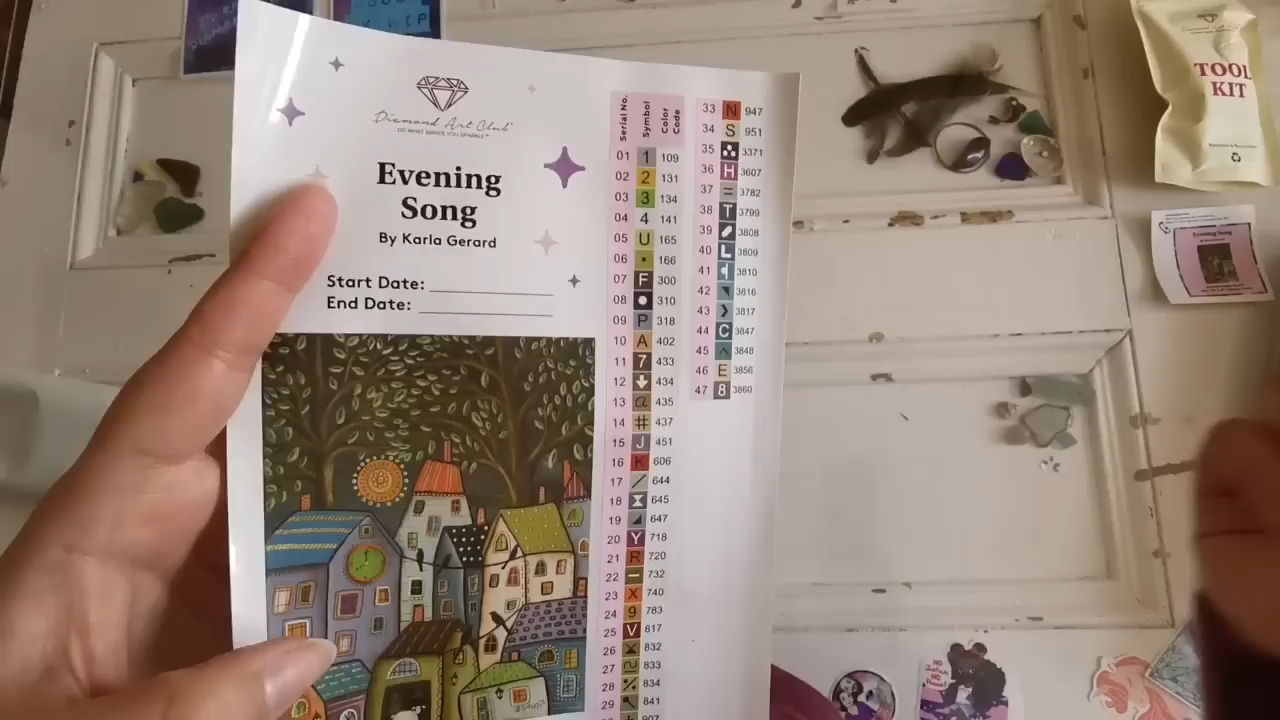 Diamond Art Club
DO WHAT MAKES YOU SPARKLE
Evening
Song
By Karla Gerard
Start Date:
End Date:
Serial No. Symbol Color Code
01 1 109
02 2 131
03 3 134
04 4 141
05 U 165
06 166
07 F 300
08 310
09 P 318
10 A 402
11 7 433
12 434
13 a 435
14 # 437
15 J 451
16 K 606
17 / 644
18 645
19 647
20 Y 718
21 R 720
22 – 732
23 X 740
24 9 783
25 V 817
26 832
27 833
28 834
29 841
907
33 N 947
34 S 951
35 3371
36 H 3607
37 = 3782
38 T 3799
39 3808
40 L 3809
41 3810
42 3816
43 3817
44 C 3847
45 ^ 3848
46 E 3856
47 8 3860
TOOL
KIT
Evening Song